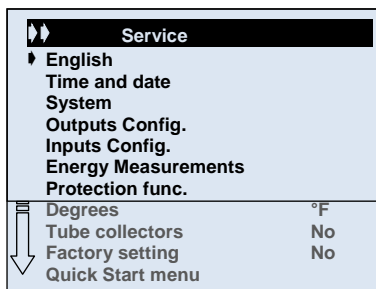 Service
English
Time and date
System
Outputs Config.
Inputs Config.
Energy Measurements
Protection func.
Degrees °F
Tube collectors No
Factory setting No
Quick Start menu